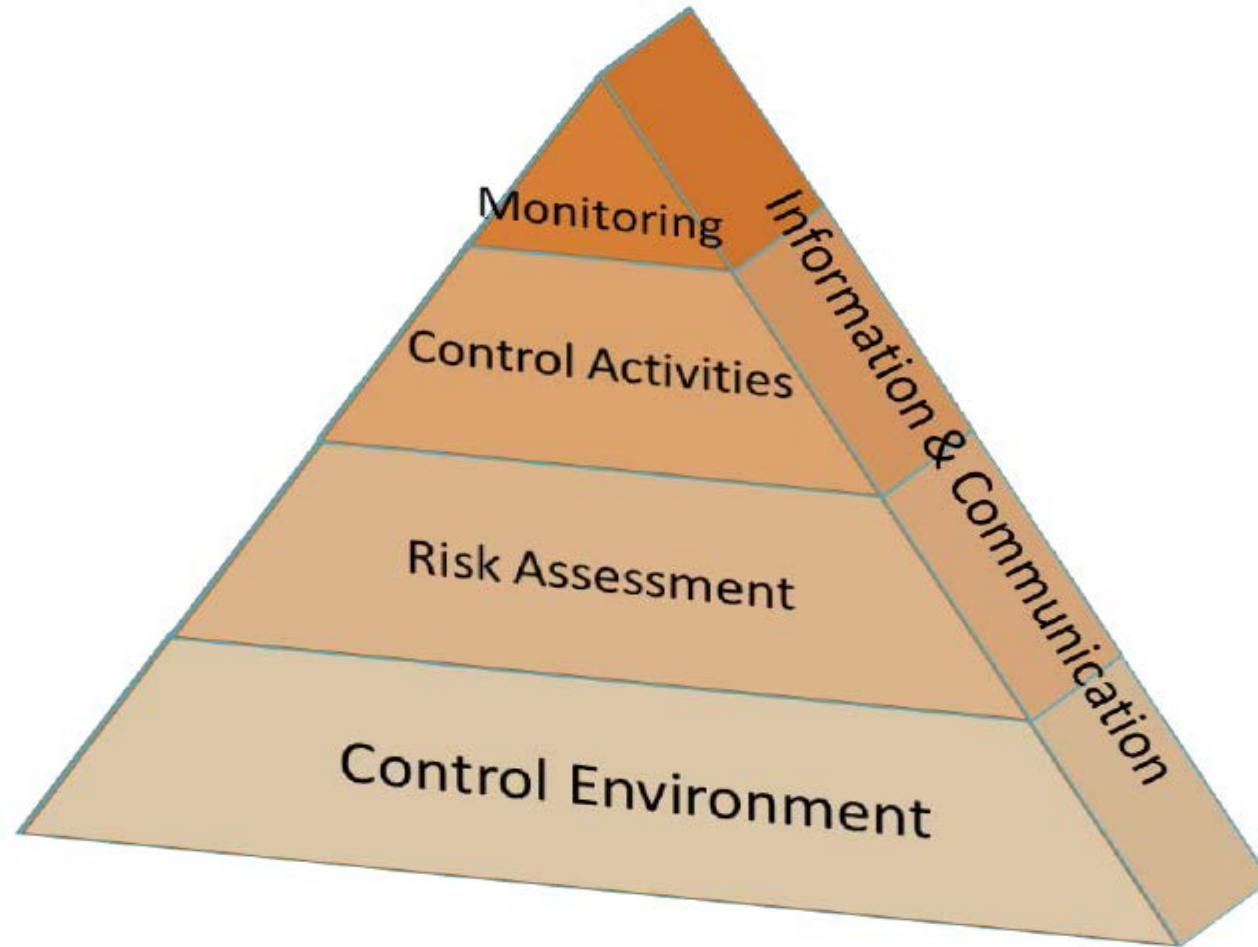 Monitoring
Control Activities
Risk Assessment
Control Environment
Information & Communication